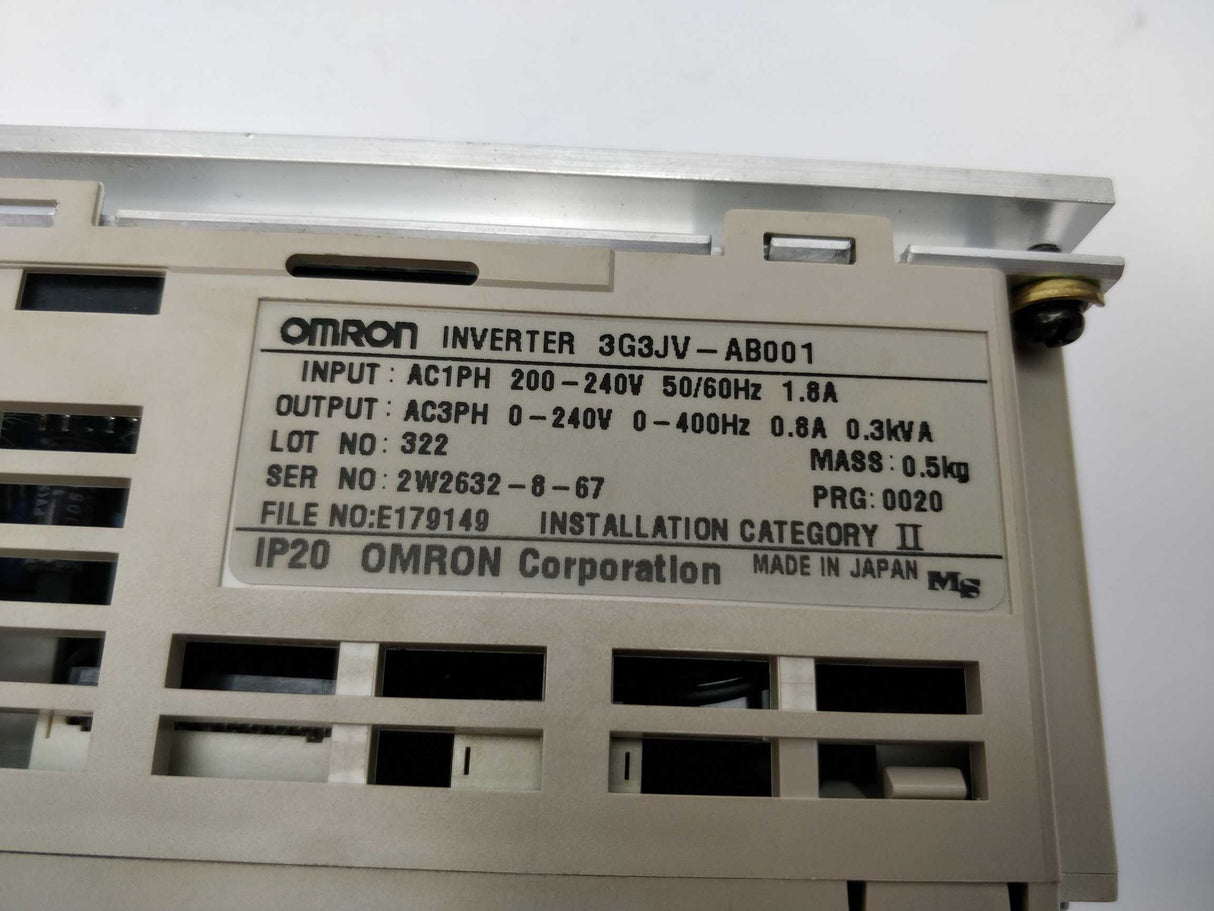 OMRON INVERTER 3G3JV-AB001
INPUT: AC1PH 200-240V 50/60Hz 1.8A
OUTPUT: AC3PH 0-240V 0-400Hz 0.8A 0.3kVA
LOT NO: 322 MASS: 0.5kg
SER NO: 2W2632-8-67 PRG: 0020
FILE NO:E179149 INSTALLATION CATEGORY II
IP20 OMRON Corporation MADE IN JAPAN MS